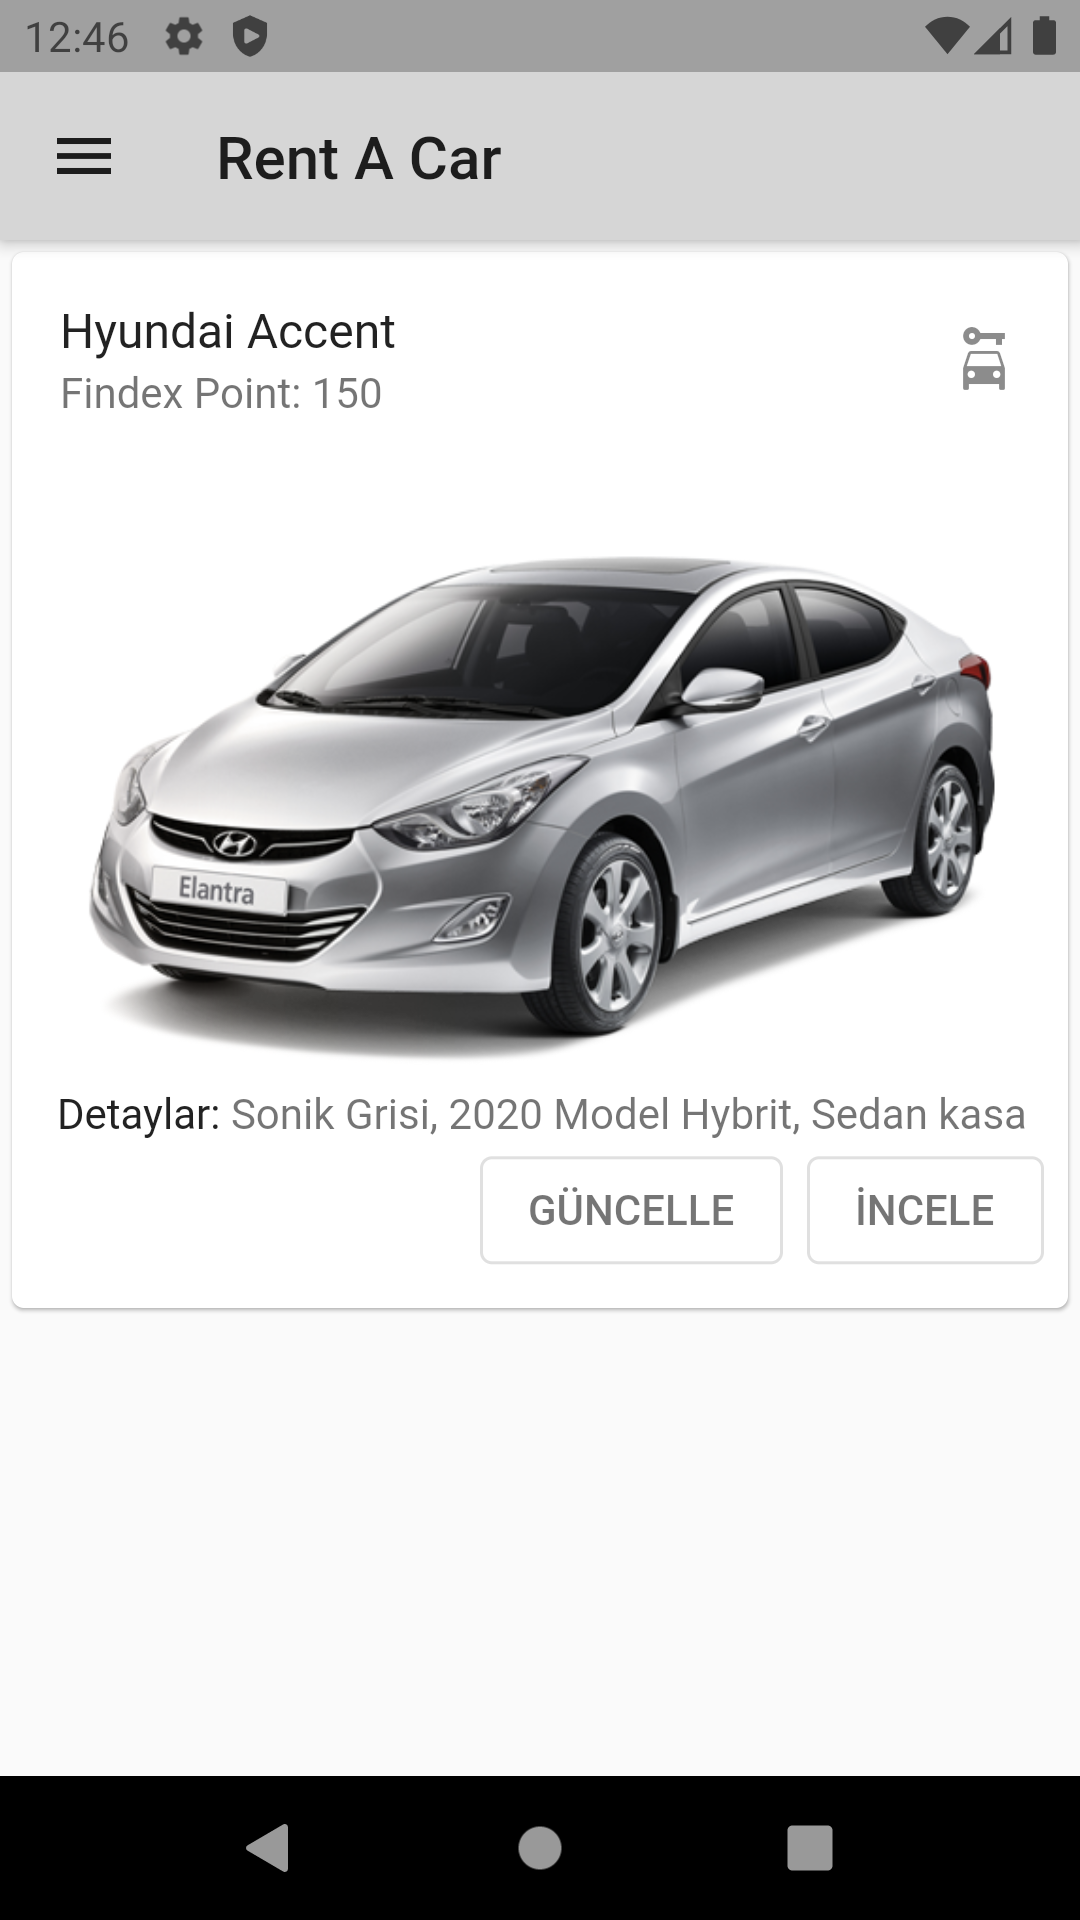 12:46
Rent A Car
Hyundai Accent
Findex Point: 150
Elantra
Detaylar: Sonik Grisi, 2020 Model Hybrit, Sedan kasa
GÜNCELLE İNCELE